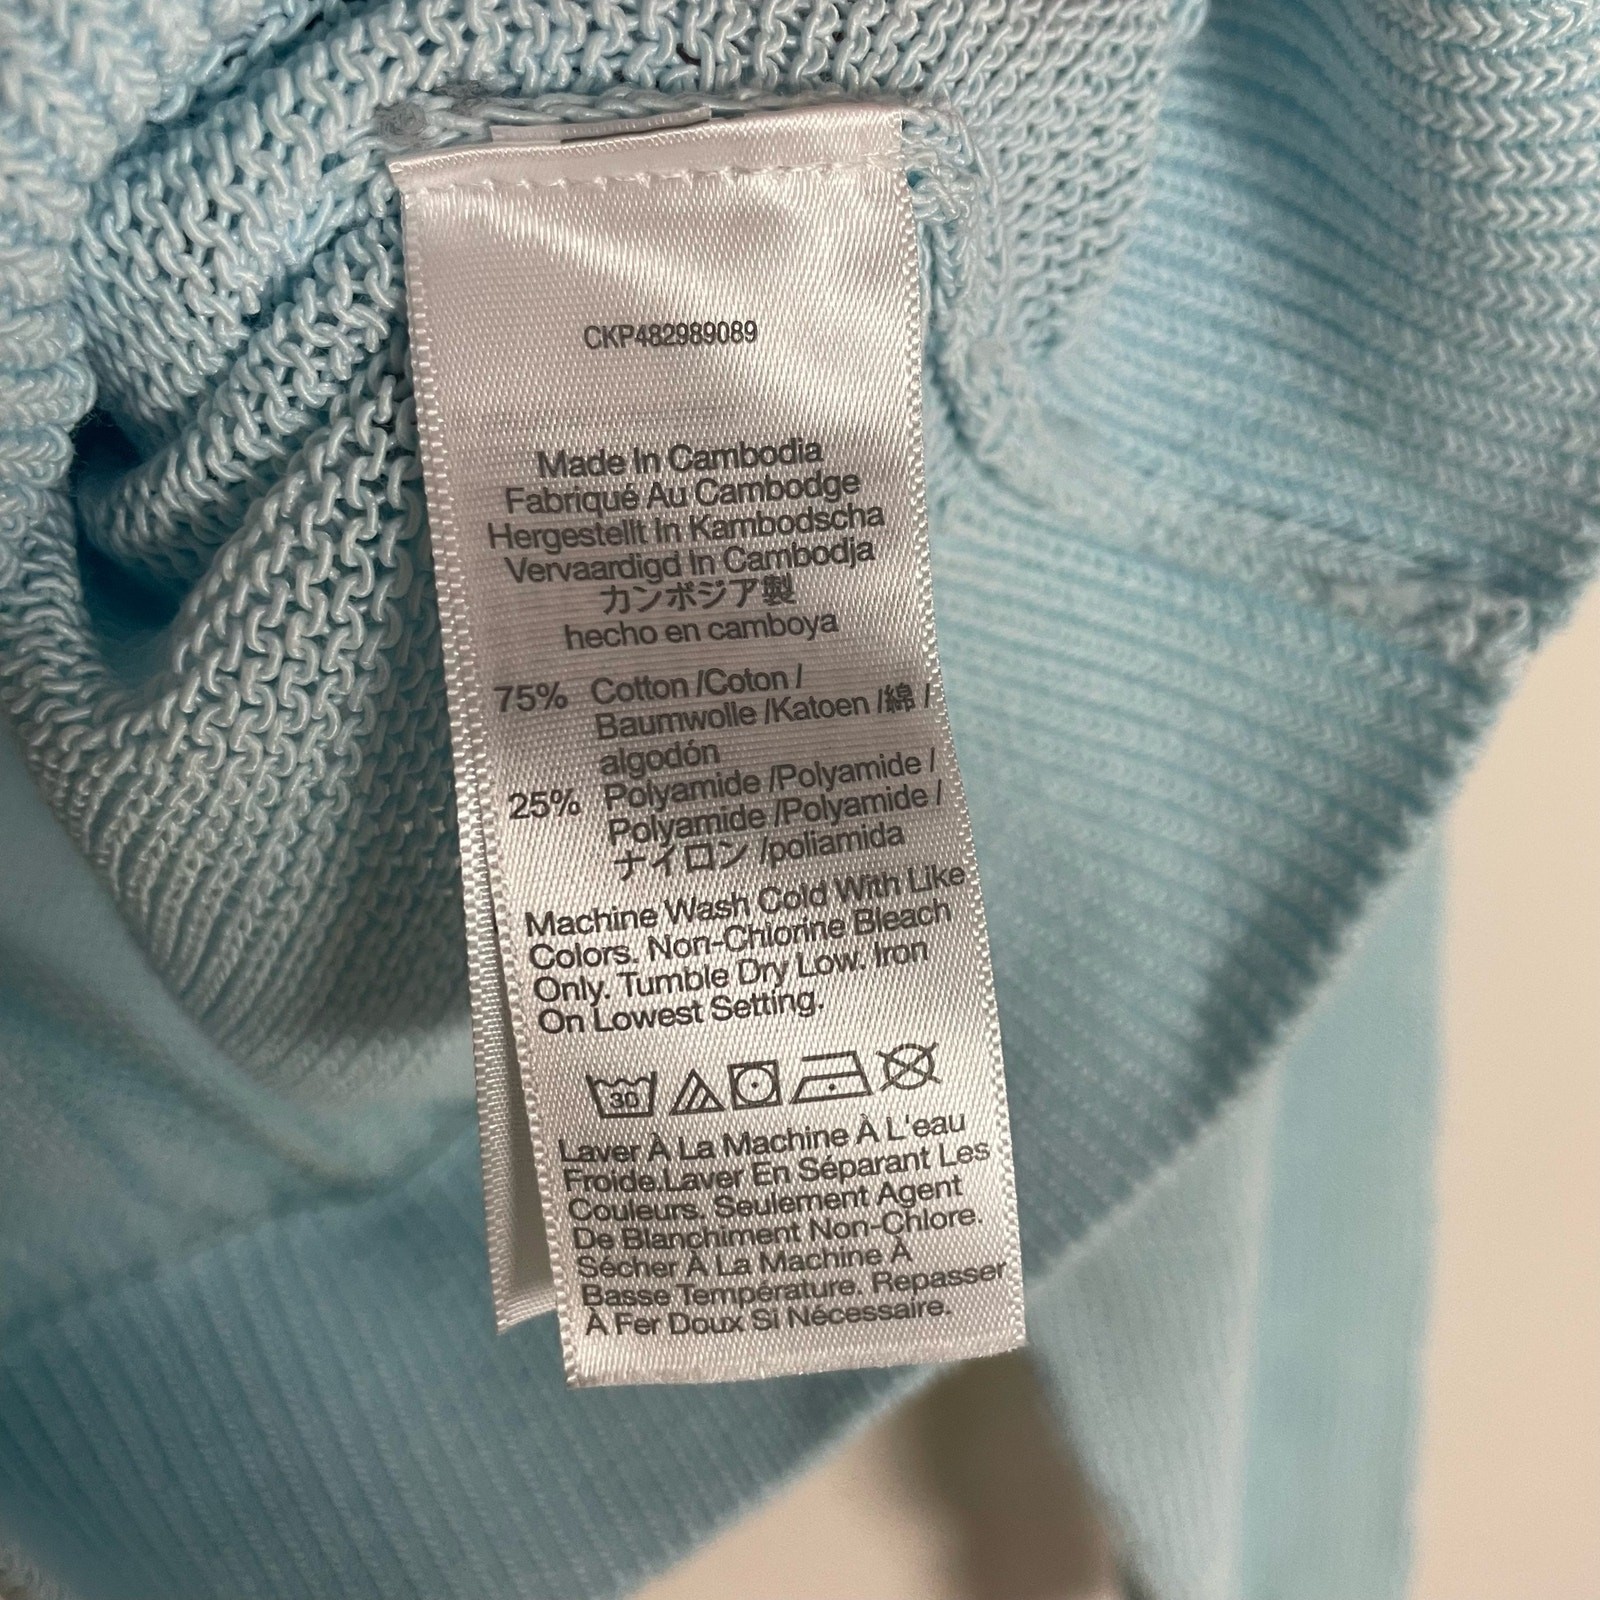 CKP482989089
Made In Cambodia
Fabriqué Au Cambodge
Hergestellt In Kambodscha
Vervaardigd In Cambodja
カンボジア製
hecho en camboya
75% Cotton /Coton /
Baumwolle /Katoen /綿 /
algodón
25% Polyamide /Polyamide /
Polyamide /Polyamide /
ナイロン /poliamida
Machine Wash Cold With Like
Colors. Non-Chlorine Bleach
Only. Tumble Dry Low. Iron
On Lowest Setting.
30
Laver À La Machine À L'eau
Froide.Laver En Séparant Les
Couleurs. Seulement Agent
De Blanchiment Non-Chlore.
Sécher À La Machine À
Basse Température. Repasser
À Fer Doux Si Nécessaire.